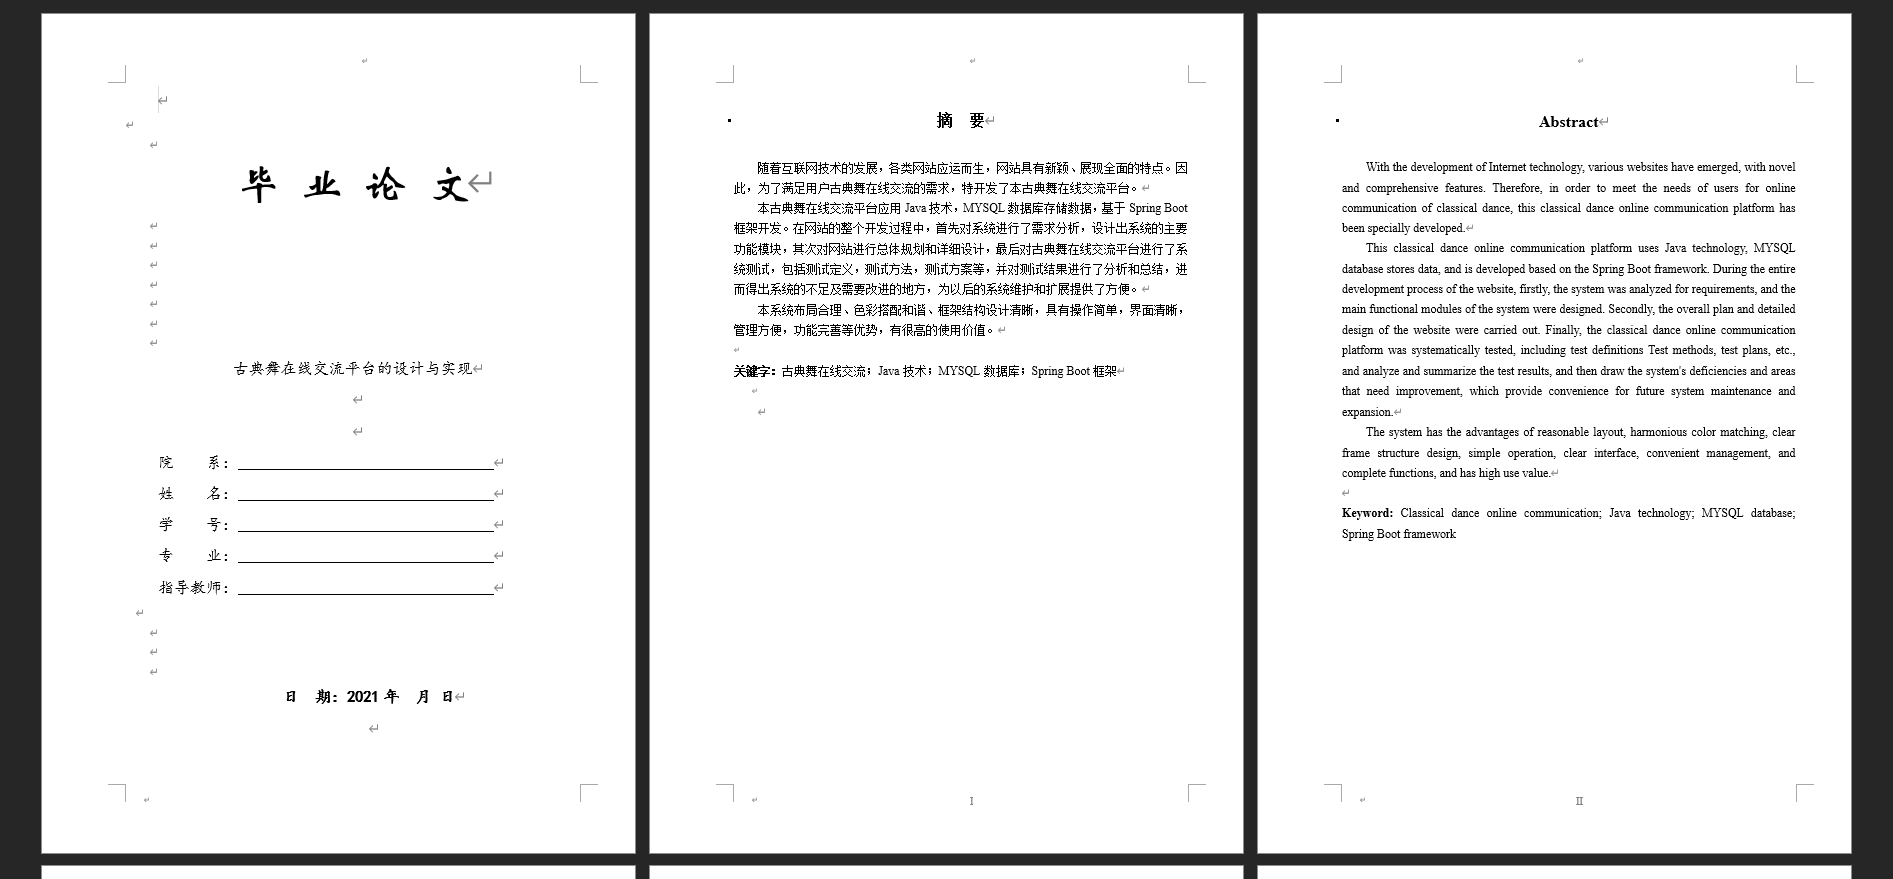 毕 业 论 文
古典舞在线交流平台的设计与实现
院 系：
姓 名：
学 号：
专 业：
指导教师：
日 期：2021 年 月 日
摘 要
随着互联网技术的发展，各类网站应运而生，网站具有新颖、展现全面的特点。因
此，为了满足用户古典舞在线交流的需求，特开发了本古典舞在线交流平台。
本古典舞在线交流平台应用 Java 技术，MYSQL 数据库存储数据，基于 Spring Boot
框架开发。在网站的整个开发过程中，首先对系统进行了需求分析，设计出系统的主要
功能模块，其次对网站进行总体规划和详细设计，最后对古典舞在线交流平台进行了系
统测试，包括测试定义，测试方法，测试方案等，并对测试结果进行了分析和总结，进
而得出系统的不足及需要改进的地方，为以后的系统维护和扩展提供了方便。
本系统布局合理、色彩搭配和谐、框架结构设计清晰，具有操作简单，界面清晰，
管理方便，功能完善等优势，有很高的使用价值。
关键字：古典舞在线交流；Java 技术；MYSQL 数据库；Spring Boot 框架
I
Abstract
With the development of Internet technology, various websites have emerged, with novel
and comprehensive features. Therefore, in order to meet the needs of users for online
communication of classical dance, this classical dance online communication platform has
been specially developed.
This classical dance online communication platform uses Java technology, MYSQL
database stores data, and is developed based on the Spring Boot framework. During the entire
development process of the website, firstly, the system was analyzed for requirements, and the
main functional modules of the system were designed. Secondly, the overall plan and detailed
design of the website were carried out. Finally, the classical dance online communication
platform was systematically tested, including test definitions Test methods, test plans, etc.,
and analyze and summarize the test results, and then draw the system's deficiencies and areas
that need improvement, which provide convenience for future system maintenance and
expansion.
The system has the advantages of reasonable layout, harmonious color matching, clear
frame structure design, simple operation, clear interface, convenient management, and
complete functions, and has high use value.
Keyword: Classical dance online communication; Java technology; MYSQL database;
Spring Boot framework
II